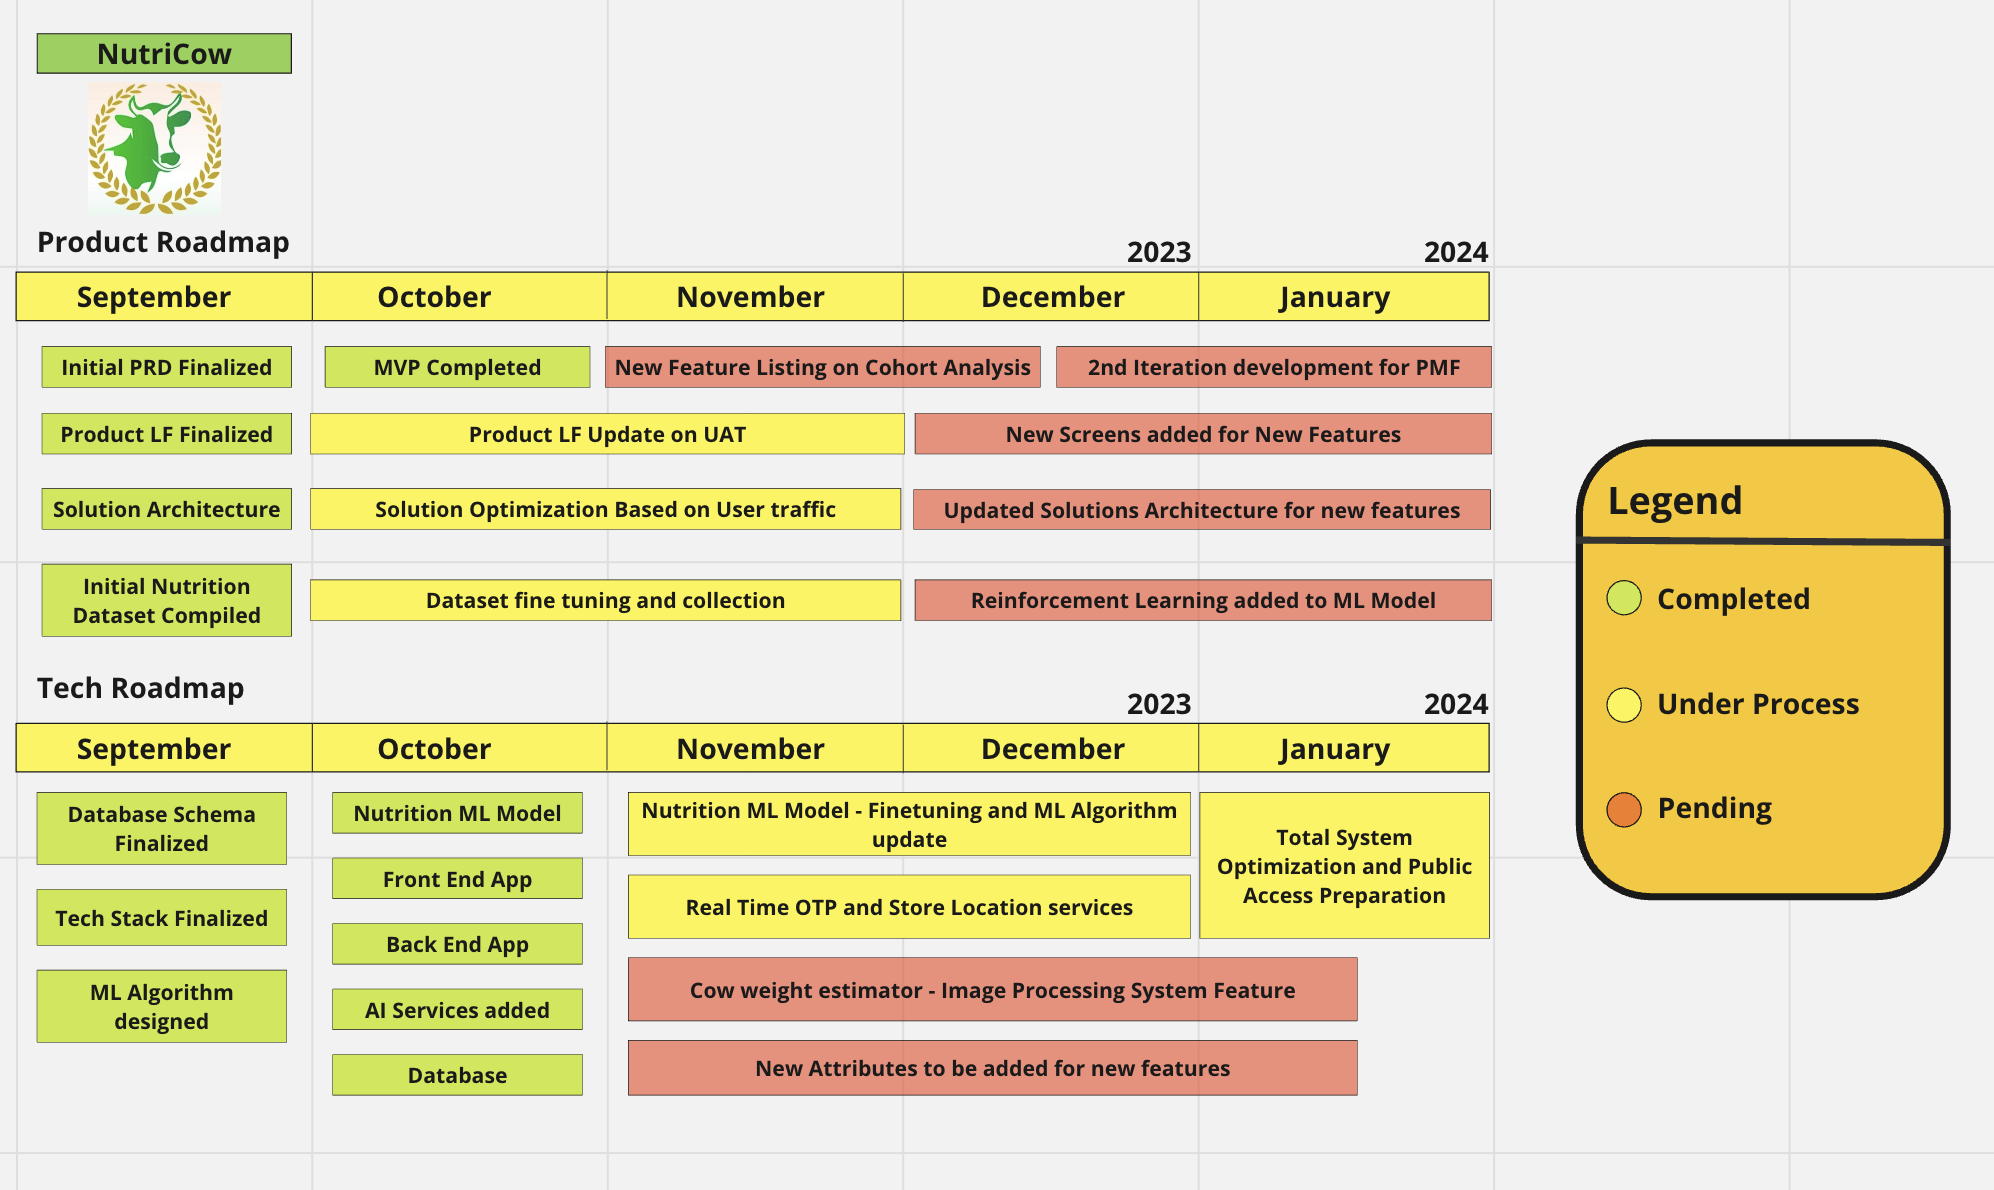 NutriCow
Product Roadmap
2023
2024
September
October
November
December
January
Initial PRD Finalized
MVP Completed
New Feature Listing on Cohort Analysis
2nd Iteration development for PMF
Product LF Finalized
Product LF Update on UAT
New Screens added for New Features
Solution Architecture
Solution Optimization Based on User traffic
Updated Solutions Architecture for new features
Initial Nutrition
Dataset Compiled
Dataset fine tuning and collection
Reinforcement Learning added to ML Model
Tech Roadmap
2023
2024
September
October
November
December
January
Database Schema
Finalized
Tech Stack Finalized
ML Algorithm
designed
Nutrition ML Model
Front End App
Back End App
AI Services added
Database
Nutrition ML Model - Finetuning and ML Algorithm
update
Real Time OTP and Store Location services
Cow weight estimator - Image Processing System Feature
New Attributes to be added for new features
Total System
Optimization and Public
Access Preparation
Legend
Completed
Under Process
Pending